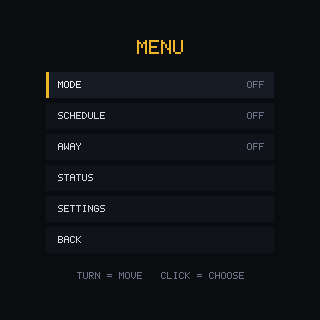 MENU
MODE OFF
SCHEDULE OFF
AWAY OFF
STATUS
SETTINGS
BACK
TURN = MOVE CLICK = CHOOSE